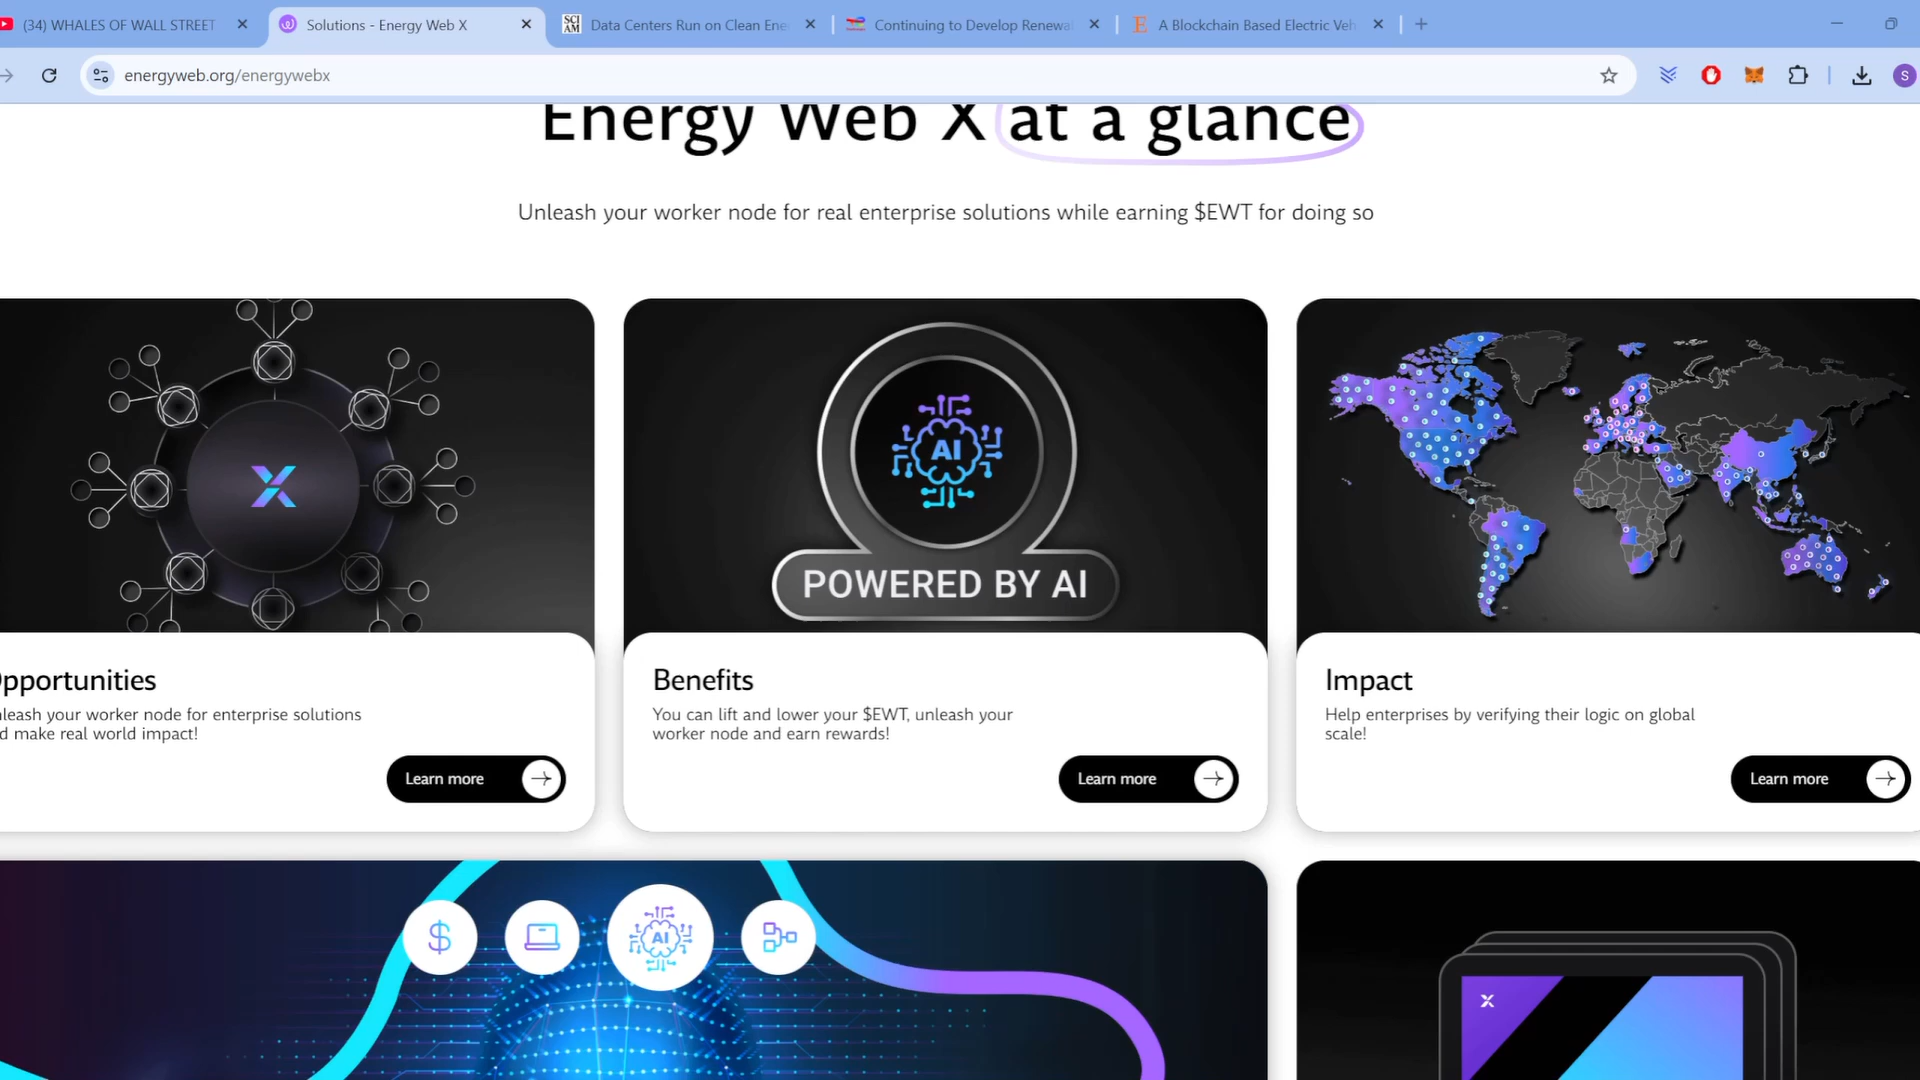 (34) WHALES OF WALL STREET
Solutions - Energy Web X
SCI AM
Data Centers Run on Clean Ene
Continuing to Develop Renewa
E
A Blockchain Based Electric Veh
energyweb.org/energywebx
S
Energy Web X at a glance
Unleash your worker node for real enterprise solutions while earning $EWT for doing so
AI
POWERED BY AI
pportunities
leash your worker node for enterprise solutions
d make real world impact!
Learn more
Benefits
You can lift and lower your $EWT, unleash your
worker node and earn rewards!
Learn more
Impact
Help enterprises by verifying their logic on global
scale!
Learn more
$
AI
X